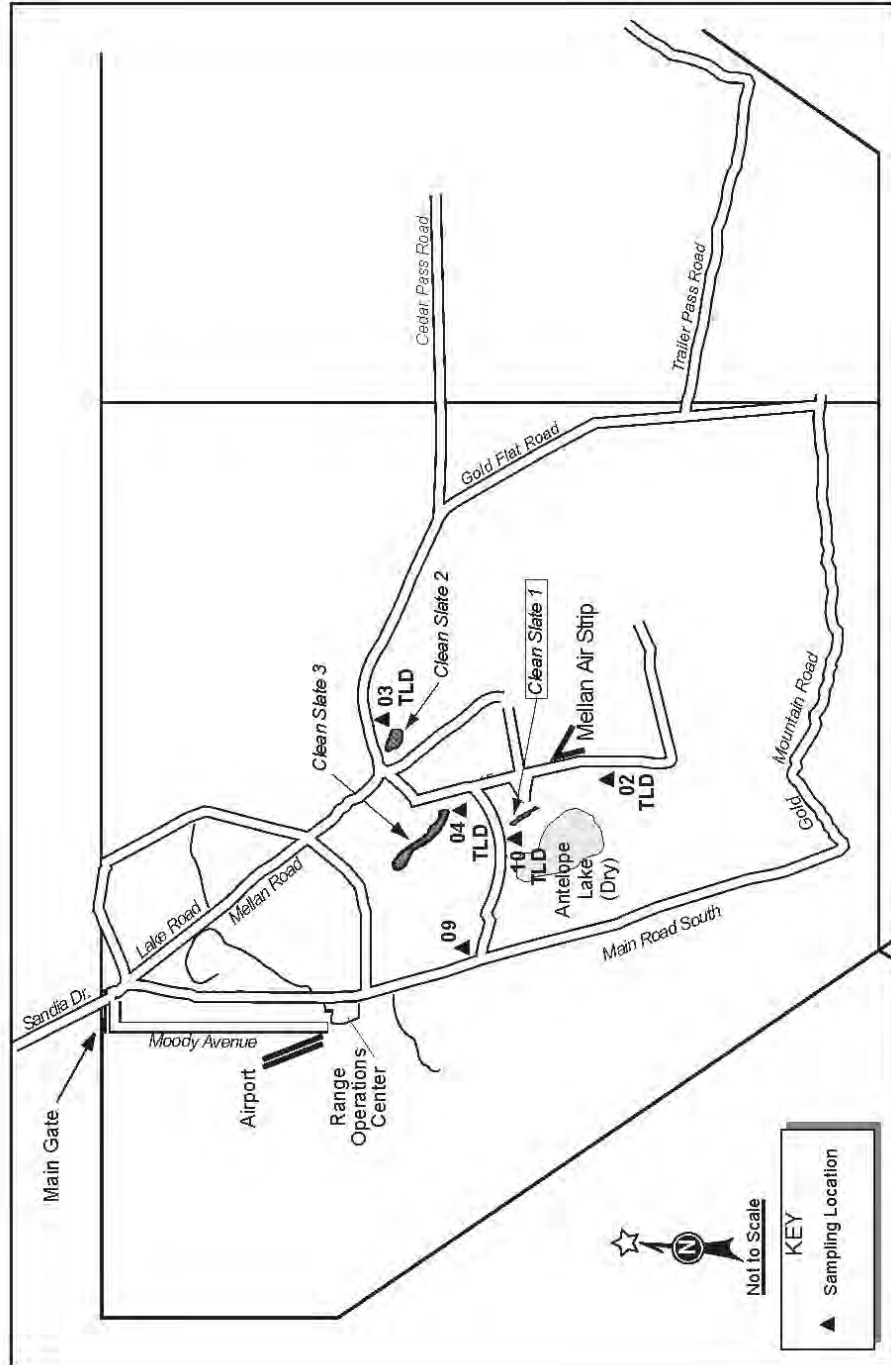 Main Gate
Sandia Dr.
Lake Road
Mellan Road
Moody Avenue
Airport
Range
Operations
Center
Clean Slate 3
03
TLD
Clean Slate 2
Cedar Pass Road
Gold Flat Road
Trailer Pass Road
04
TLD
09
10
TLD
Clean Slate 1
Mellan Air Strip
02
TLD
Antelope
Lake
(Dry)
Main Road South
Gold
Mountain Road
N
Not to Scale
KEY
Sampling Location